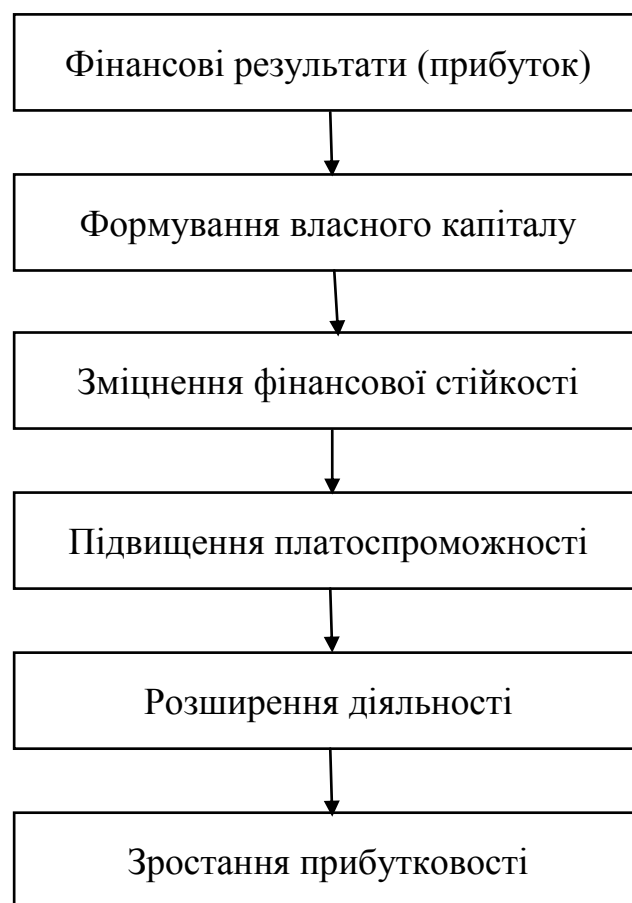 Фінансові результати (прибуток)
Формування власного капіталу
Зміцнення фінансової стійкості
Підвищення платоспроможності
Розширення діяльності
Зростання прибутковості